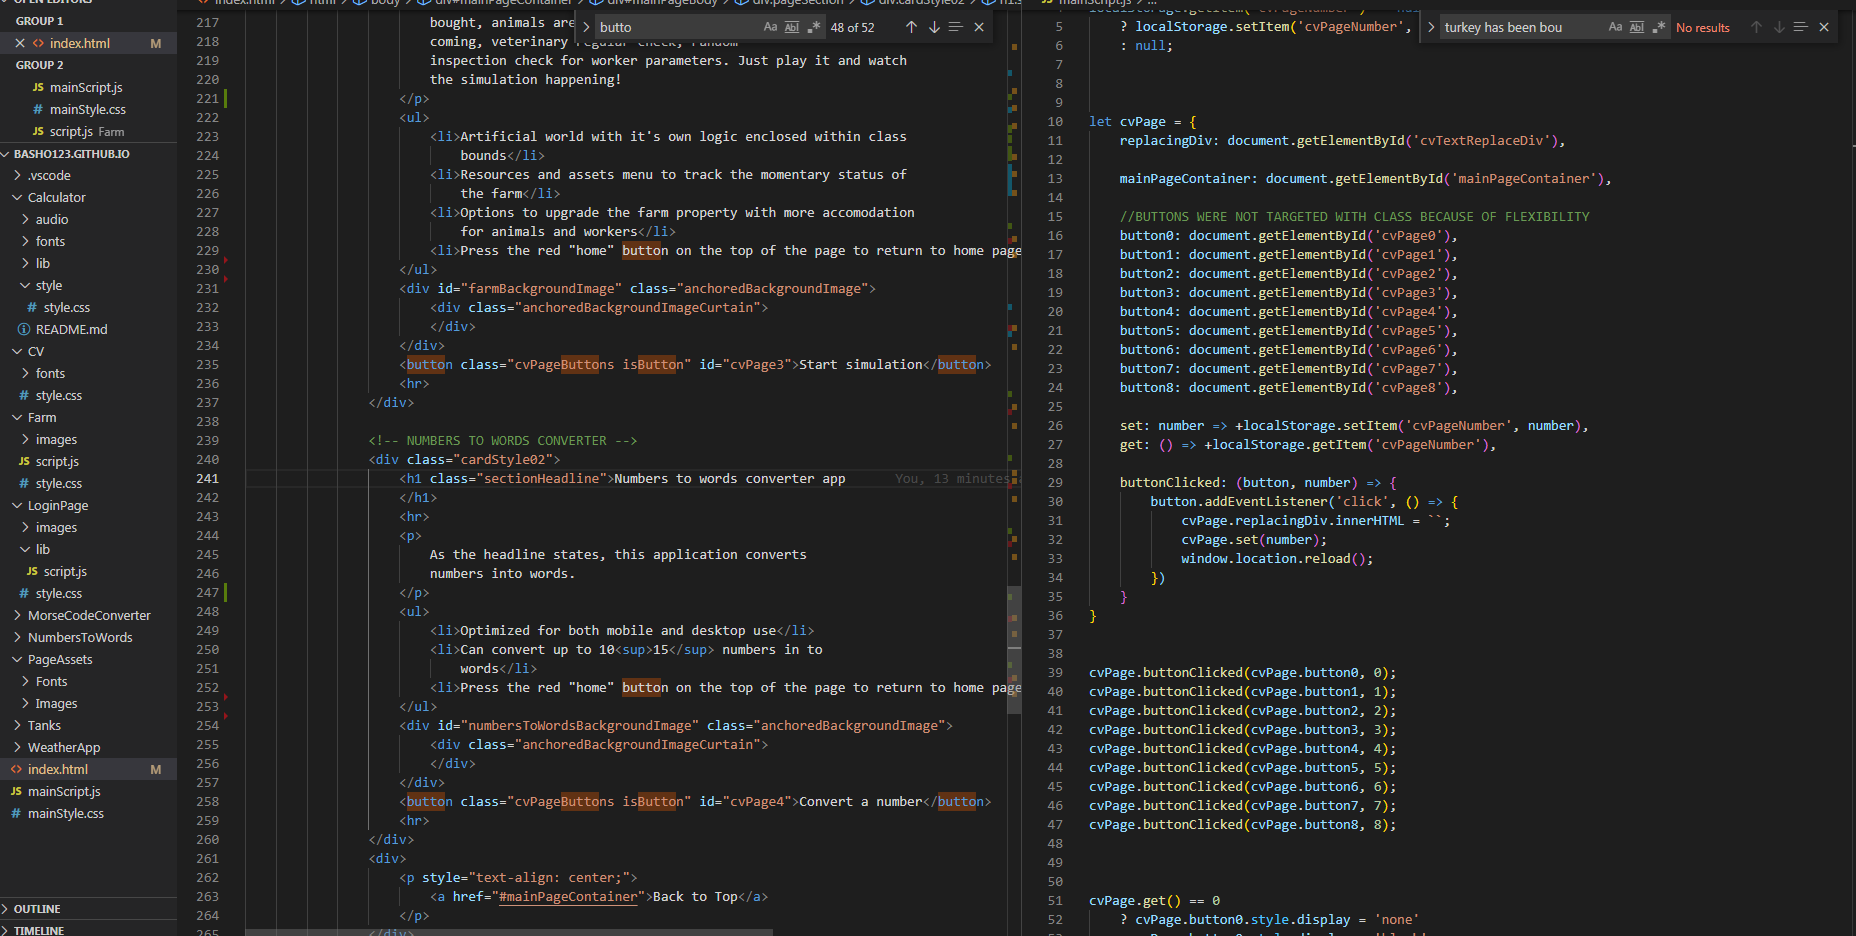 OPEN EDITORS
GROUP 1
index.html M
GROUP 2
JS mainScript.js
# mainStyle.css
JS script.js Farm
BASHO123.GITHUB.IO
.vscode
Calculator
audio
fonts
lib
style
# style.css
README.md
CV
fonts
# style.css
Farm
images
JS script.js
# style.css
LoginPage
images
lib
JS script.js
# style.css
MorseCodeConverter
NumbersToWords
PageAssets
Fonts
Images
Tanks
WeatherApp
index.html M
JS mainScript.js
# mainStyle.css
OUTLINE
TIMELINE
index.html > html > body > div#mainPageContainer > div#mainPageBody > div.pageSection > div.cardStyle02 > h1.s
butto
48 of 52
217 bought, animals are
218 coming, veterinary regular check, random
219 inspection check for worker parameters. Just play it and watch
220 the simulation happening!
221 </p>
222 <ul>
223 <li>Artificial world with it's own logic enclosed within class
224 bounds</li>
225 <li>Resources and assets menu to track the momentary status of
226 the farm</li>
227 <li>Options to upgrade the farm property with more accomodation
228 for animals and workers</li>
229 <li>Press the red "home" button on the top of the page to return to home page
230 </ul>
231 <div id="farmBackgroundImage" class="anchoredBackgroundImage">
232 <div class="anchoredBackgroundImageCurtain">
233 </div>
234 </div>
235 <button class="cvPageButtons isButton" id="cvPage3">Start simulation</button>
236 <hr>
237 </div>
238
239 <!-- NUMBERS TO WORDS CONVERTER -->
240 <div class="cardStyle02">
241 <h1 class="sectionHeadline">Numbers to words converter app You, 13 minutes
242 </h1>
243 <hr>
244 <p>
245 As the headline states, this application converts
246 numbers into words.
247 </p>
248 <ul>
249 <li>Optimized for both mobile and desktop use</li>
250 <li>Can convert up to 10<sup>15</sup> numbers in to
251 words</li>
252 <li>Press the red "home" button on the top of the page to return to home page
253 </ul>
254 <div id="numbersToWordsBackgroundImage" class="anchoredBackgroundImage">
255 <div class="anchoredBackgroundImageCurtain">
256 </div>
257 </div>
258 <button class="cvPageButtons isButton" id="cvPage4">Convert a number</button>
259 <hr>
260 </div>
261 <div>
262 <p style="text-align: center;">
263 <a href="#mainPageContainer">Back to Top</a>
264 </p>
265 </div>
JS mainScript.js > ...
turkey has been bou
No results
5 ? localStorage.setItem('cvPageNumber',
6 : null;
7
8
9
10 let cvPage = {
11 replacingDiv: document.getElementById('cvTextReplaceDiv'),
12
13 mainPageContainer: document.getElementById('mainPageContainer'),
14
15 //BUTTONS WERE NOT TARGETED WITH CLASS BECAUSE OF FLEXIBILITY
16 button0: document.getElementById('cvPage0'),
17 button1: document.getElementById('cvPage1'),
18 button2: document.getElementById('cvPage2'),
19 button3: document.getElementById('cvPage3'),
20 button4: document.getElementById('cvPage4'),
21 button5: document.getElementById('cvPage5'),
22 button6: document.getElementById('cvPage6'),
23 button7: document.getElementById('cvPage7'),
24 button8: document.getElementById('cvPage8'),
25
26 set: number => +localStorage.setItem('cvPageNumber', number),
27 get: () => +localStorage.getItem('cvPageNumber'),
28
29 buttonClicked: (button, number) => {
30 button.addEventListener('click', () => {
31 cvPage.replacingDiv.innerHTML = ``;
32 cvPage.set(number);
33 window.location.reload();
34 })
35 }
36 }
37
38
39 cvPage.buttonClicked(cvPage.button0, 0);
40 cvPage.buttonClicked(cvPage.button1, 1);
41 cvPage.buttonClicked(cvPage.button2, 2);
42 cvPage.buttonClicked(cvPage.button3, 3);
43 cvPage.buttonClicked(cvPage.button4, 4);
44 cvPage.buttonClicked(cvPage.button5, 5);
45 cvPage.buttonClicked(cvPage.button6, 6);
46 cvPage.buttonClicked(cvPage.button7, 7);
47 cvPage.buttonClicked(cvPage.button8, 8);
48
49
50
51 cvPage.get() == 0
52 ? cvPage.button0.style.display = 'none'